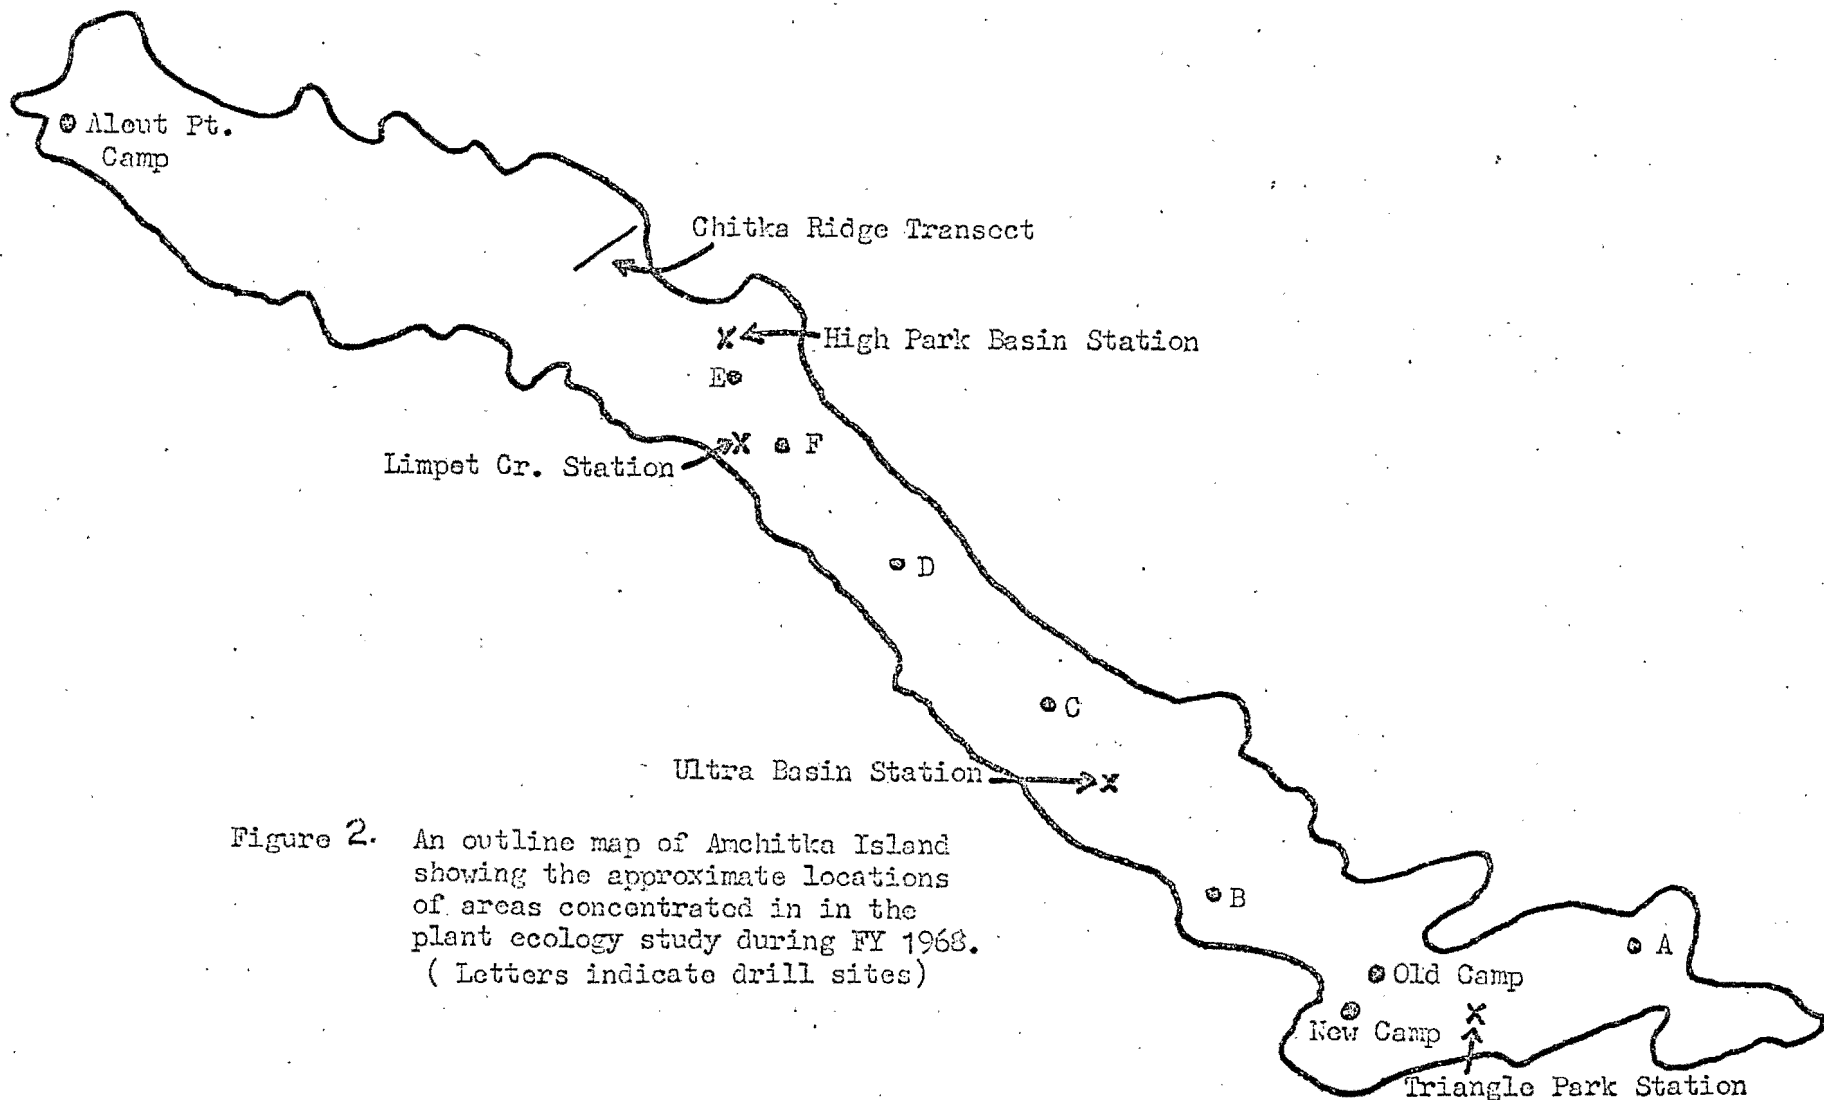 Aleut Pt.
Camp
Chitka Ridge Transect
X High Park Basin Station
E
Limpet Cr. Station X F
D
C
Ultra Basin Station X
Figure 2. An outline map of Amchitka Island
showing the approximate locations
of areas concentrated in in the
plant ecology study during FY 1968.
( Letters indicate drill sites)
B
A
Old Camp
New Camp X
Triangle Park Station